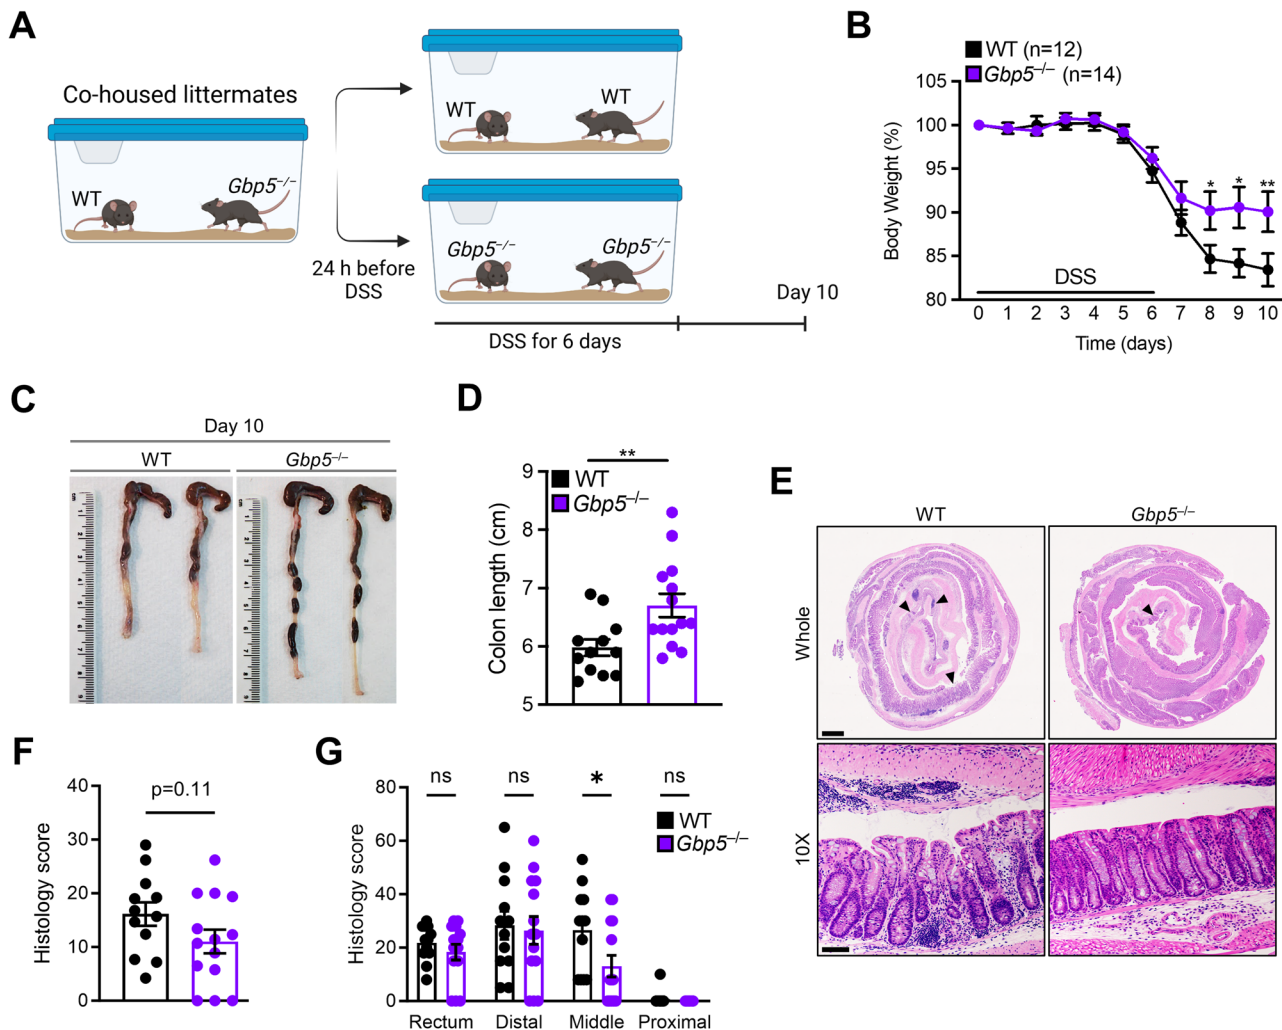 A
Co-housed littermates
WT
Gbp5–/–
24 h before
DSS
WT
WT
Gbp5–/–
Gbp5–/–
Day 10
DSS for 6 days
B
WT (n=12)
Gbp5–/– (n=14)
Body Weight (%)
105
100
95
90
85
80
* * **
DSS
0 1 2 3 4 5 6 7 8 9 10
Time (days)
C
Day 10
WT
Gbp5–/–
D
**
WT
Gbp5–/–
Colon length (cm)
9
8
7
6
5
E
WT
Gbp5–/–
Whole
10X
F
p=0.11
Histology score
40
30
20
10
0
G
ns ns * ns
WT
Gbp5–/–
Histology score
80
60
40
20
0
Rectum Distal Middle Proximal